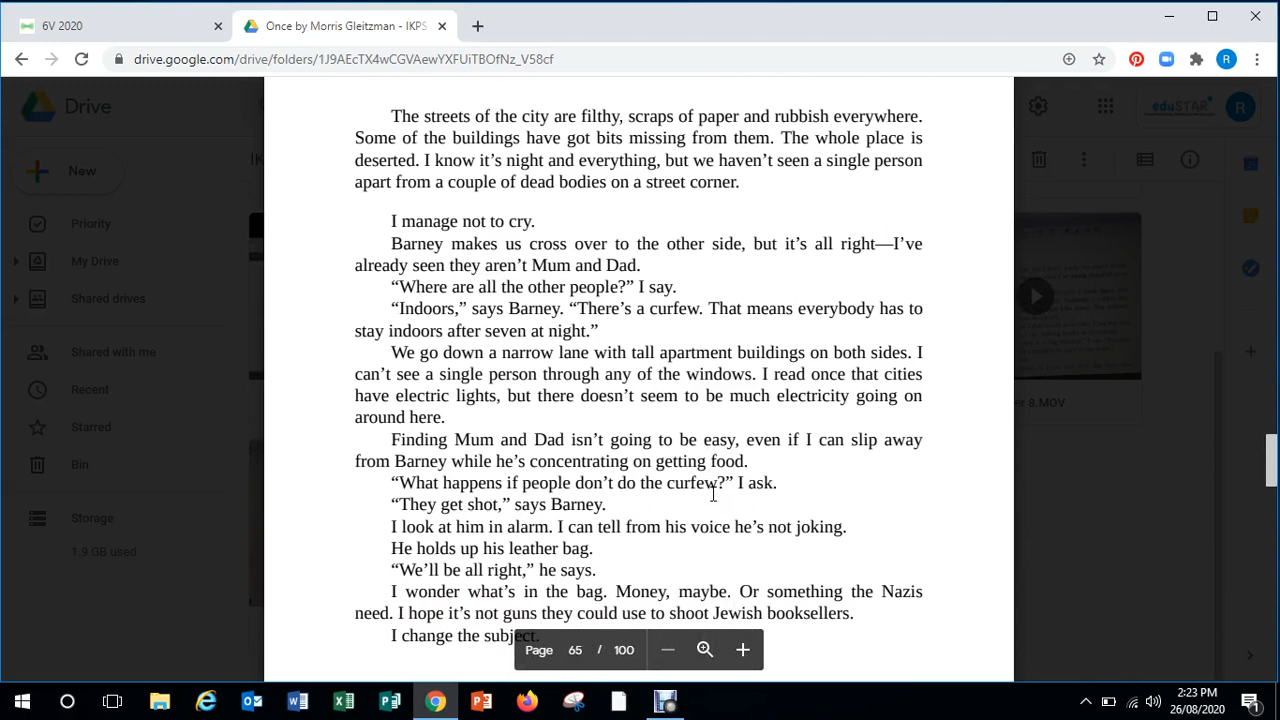 6V 2020
Once by Morris Gleitzman - IKPS
drive.google.com/drive/folders/1J9AEcTX4wCGVAewYXFUiTBOfNz_V58cf
R
Drive
eduSTAR
R
New
Priority
My Drive
Shared drives
Shared with me
Recent
Starred
Bin
Storage
1.9 GB used
The streets of the city are filthy, scraps of paper and rubbish everywhere.
Some of the buildings have got bits missing from them. The whole place is
deserted. I know it’s night and everything, but we haven’t seen a single person
apart from a couple of dead bodies on a street corner.
I manage not to cry.
Barney makes us cross over to the other side, but it’s all right—I’ve
already seen they aren’t Mum and Dad.
“Where are all the other people?” I say.
“Indoors,” says Barney. “There’s a curfew. That means everybody has to
stay indoors after seven at night.”
We go down a narrow lane with tall apartment buildings on both sides. I
can’t see a single person through any of the windows. I read once that cities
have electric lights, but there doesn’t seem to be much electricity going on
around here.
Finding Mum and Dad isn’t going to be easy, even if I can slip away
from Barney while he’s concentrating on getting food.
“What happens if people don’t do the curfew?” I ask.
“They get shot,” says Barney.
I look at him in alarm. I can tell from his voice he’s not joking.
He holds up his leather bag.
“We’ll be all right,” he says.
I wonder what’s in the bag. Money, maybe. Or something the Nazis
need. I hope it’s not guns they could use to shoot Jewish booksellers.
I change the subject.
Page 65 / 100
er 8.MOV
2:23 PM
26/08/2020